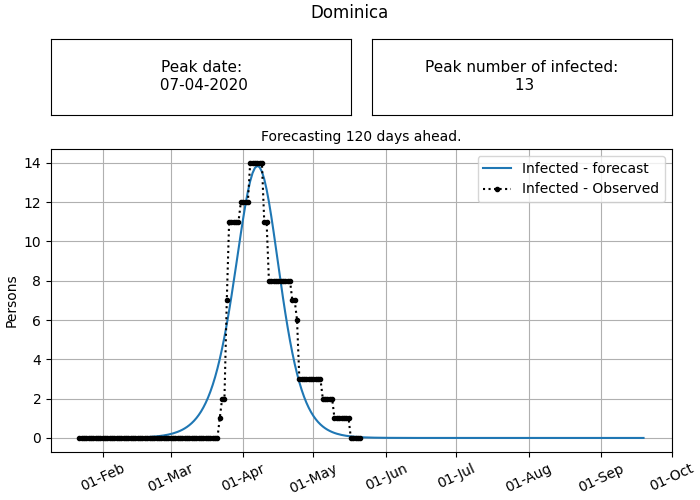 Dominica
Peak date:
07-04-2020
Peak number of infected:
13
Forecasting 120 days ahead.
Infected - forecast
Infected - Observed
Persons
14
12
10
8
6
4
2
0
01-Feb
01-Mar
01-Apr
01-May
01-Jun
01-Jul
01-Aug
01-Sep
01-Oct